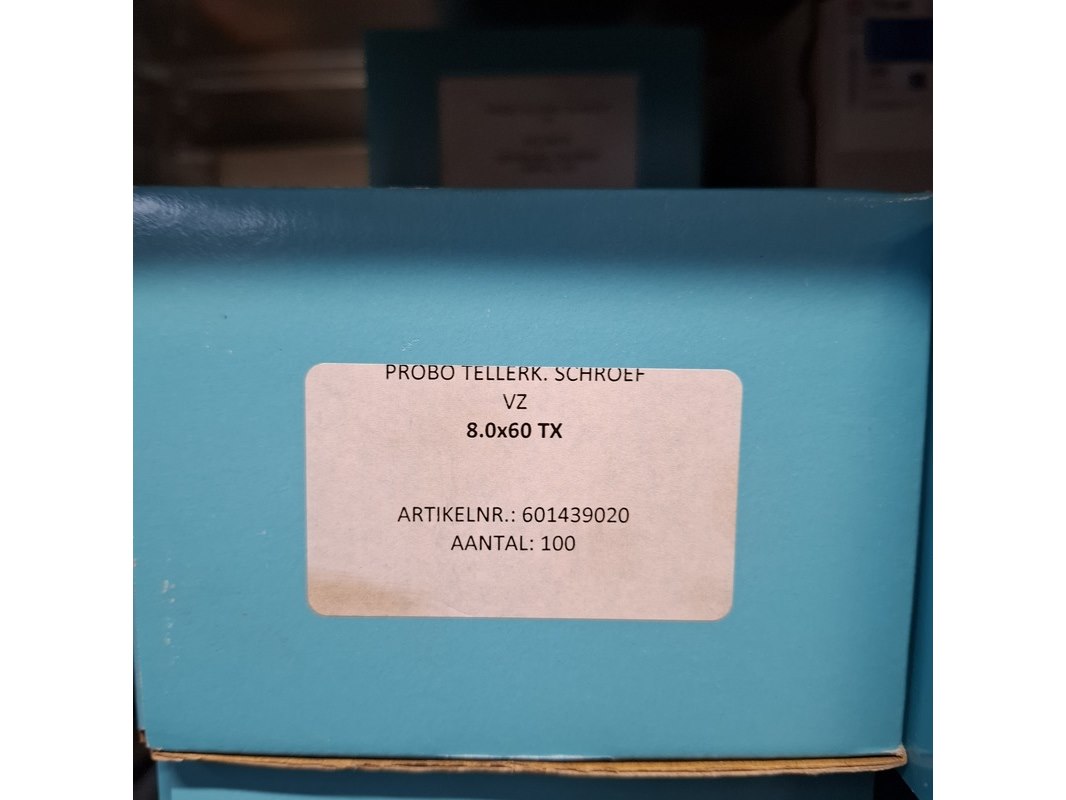 PROBO TELLERK. SCHROEF
VZ
8.0x60 TX
ARTIKELNR.: 601439020
AANTAL: 100